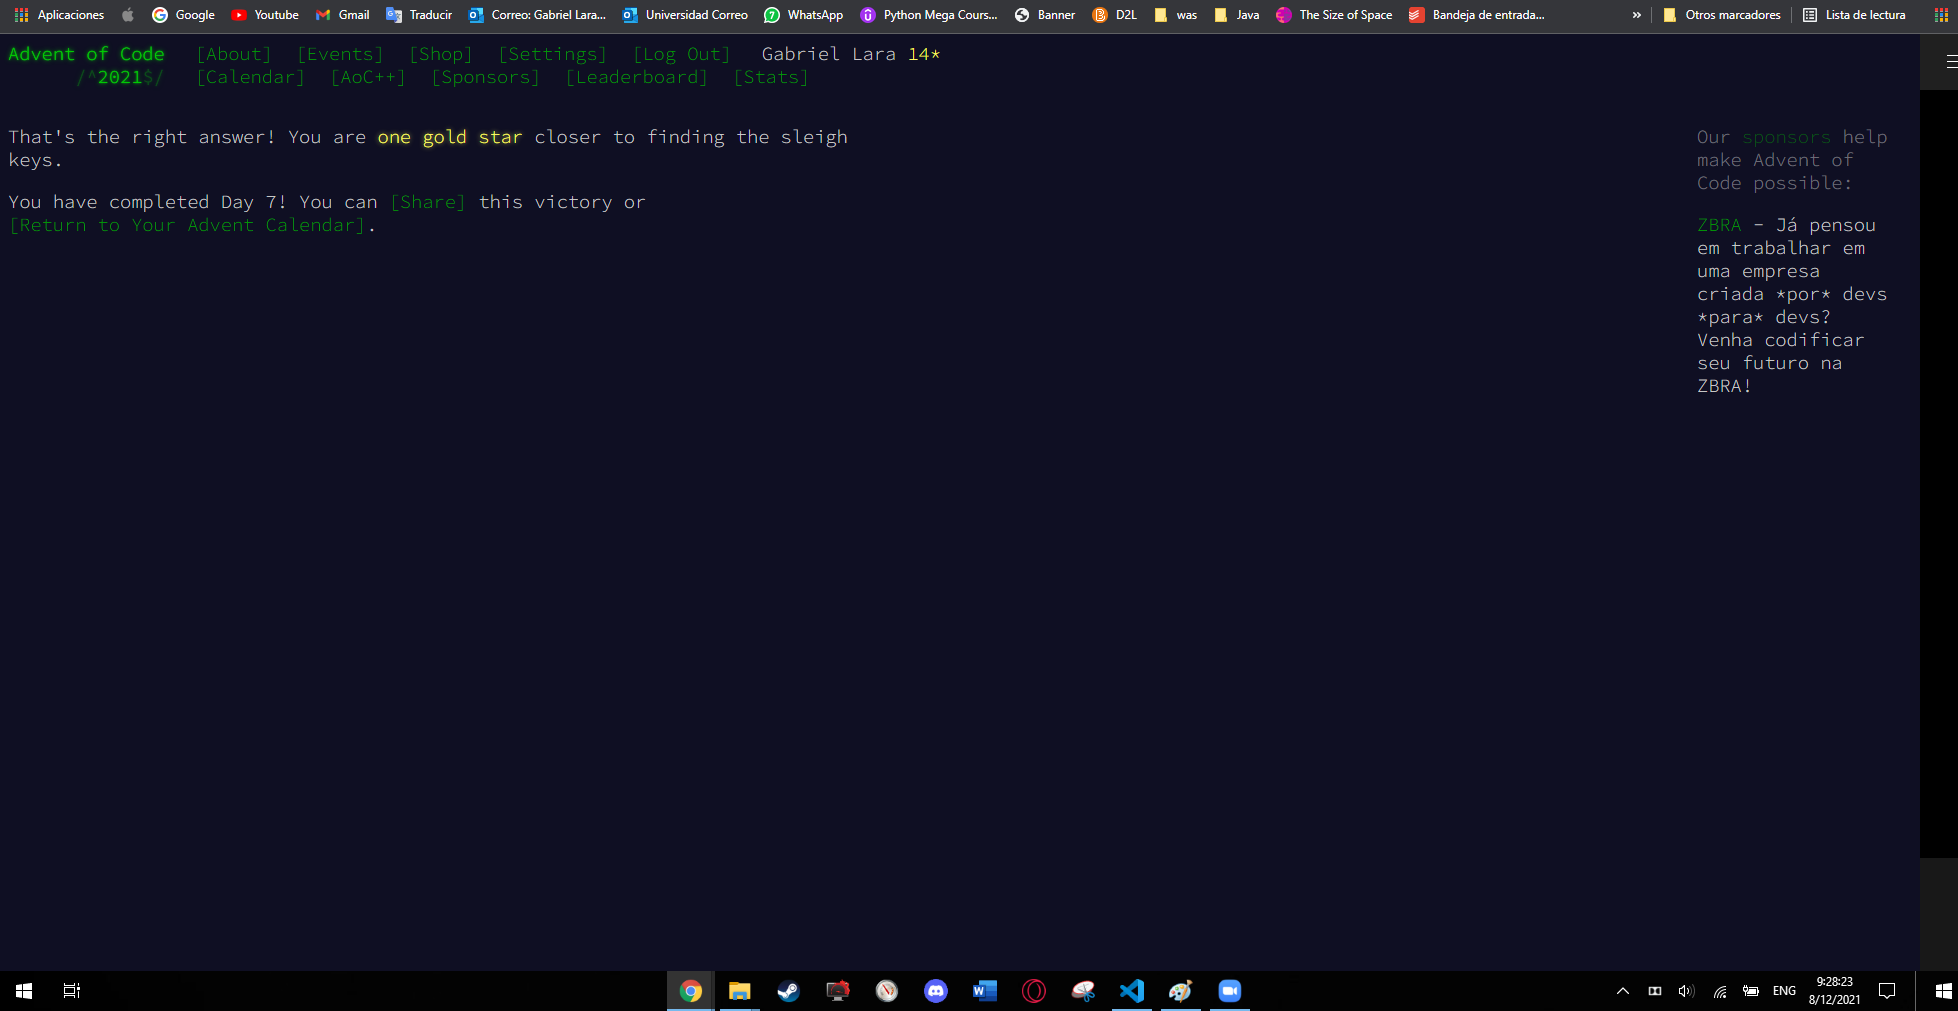 Aplicaciones Google Youtube Gmail Traducir Correo: Gabriel Lara... Universidad Correo WhatsApp Python Mega Cours... Banner D2L was Java The Size of Space Bandeja de entrada... » Otros marcadores Lista de lectura
Advent of Code [About] [Events] [Shop] [Settings] [Log Out] Gabriel Lara 14*
/^2021$/ [Calendar] [AoC++] [Sponsors] [Leaderboard] [Stats]
That's the right answer! You are one gold star closer to finding the sleigh
keys.
You have completed Day 7! You can [Share] this victory or
[Return to Your Advent Calendar].
Our sponsors help
make Advent of
Code possible:
ZBRA - Já pensou
em trabalhar em
uma empresa
criada *por* devs
*para* devs?
Venha codificar
seu futuro na
ZBRA!
ENG
9:28:23
8/12/2021